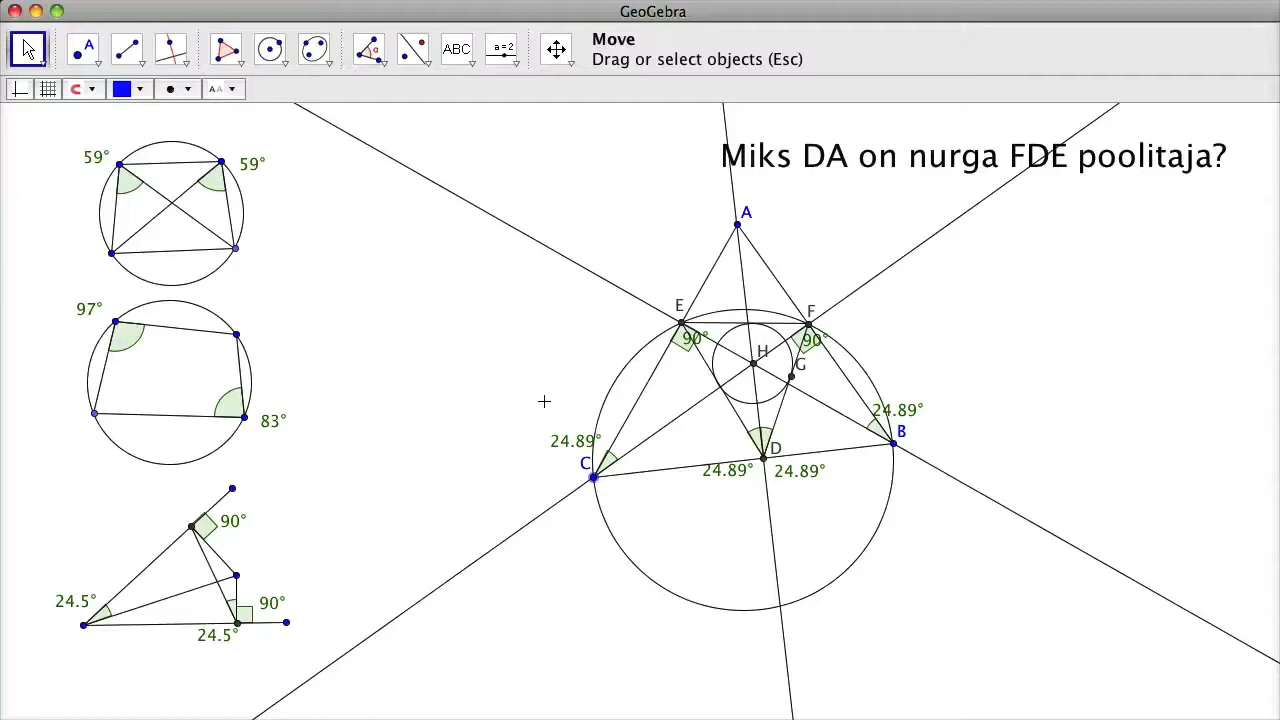 GeoGebra
A
α
ABC
a=2
Move
Drag or select objects (Esc)
A A
Miks DA on nurga FDE poolitaja?
59°
59°
97°
83°
90°
24.5°
90°
24.5°
A
E
F
90°
90°
H
G
24.89°
24.89°
B
C
D
24.89°
24.89°